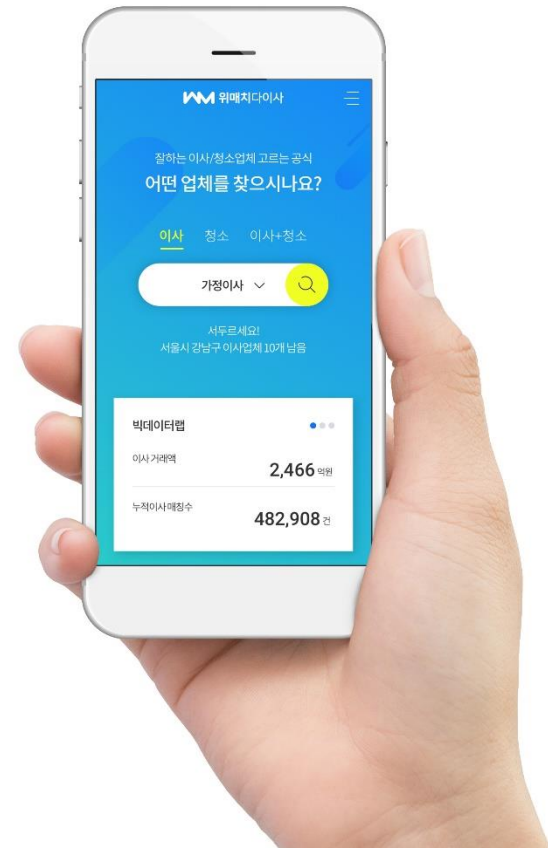 WM 위매치다이사
잘하는 이사/청소업체 고르는 공식
어떤 업체를 찾으시나요?
이사 청소 이사+청소
가정이사
서두르세요!
서울시 강남구 이사업체 10개 남음
빅데이터랩
이사 거래액
2,466 억원
누적이사 매칭수
482,908 건